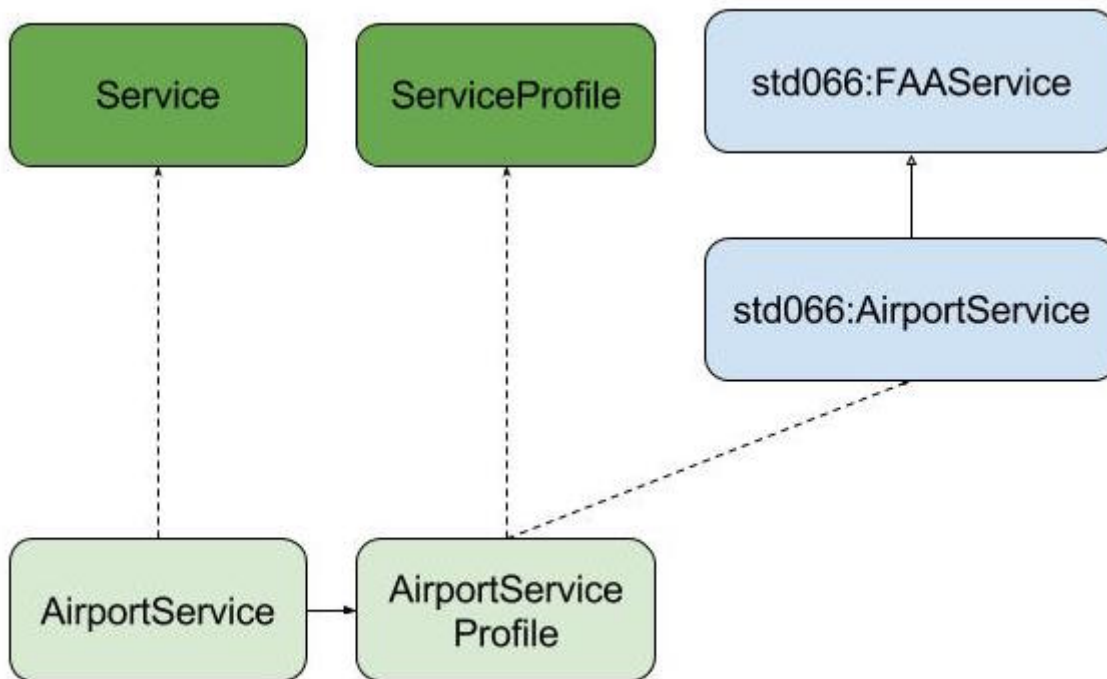 Service
ServiceProfile
std066:FAAService
std066:AirportService
AirportService
AirportService
Profile